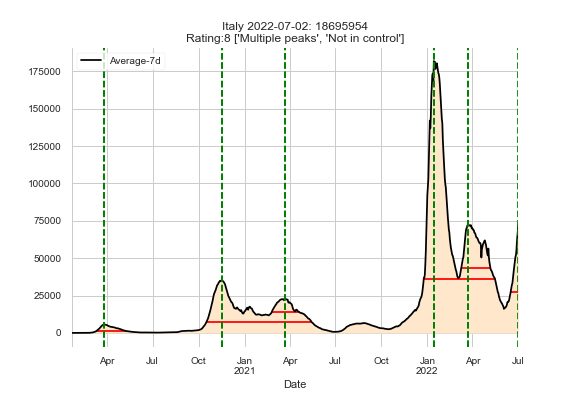 Italy 2022-07-02: 18695954
Rating:8 ['Multiple peaks', 'Not in control']
Average-7d
175000
150000
125000
100000
75000
50000
25000
0
Apr Jul Oct Jan Apr Jul Oct Jan Apr Jul
2021 2022
Date